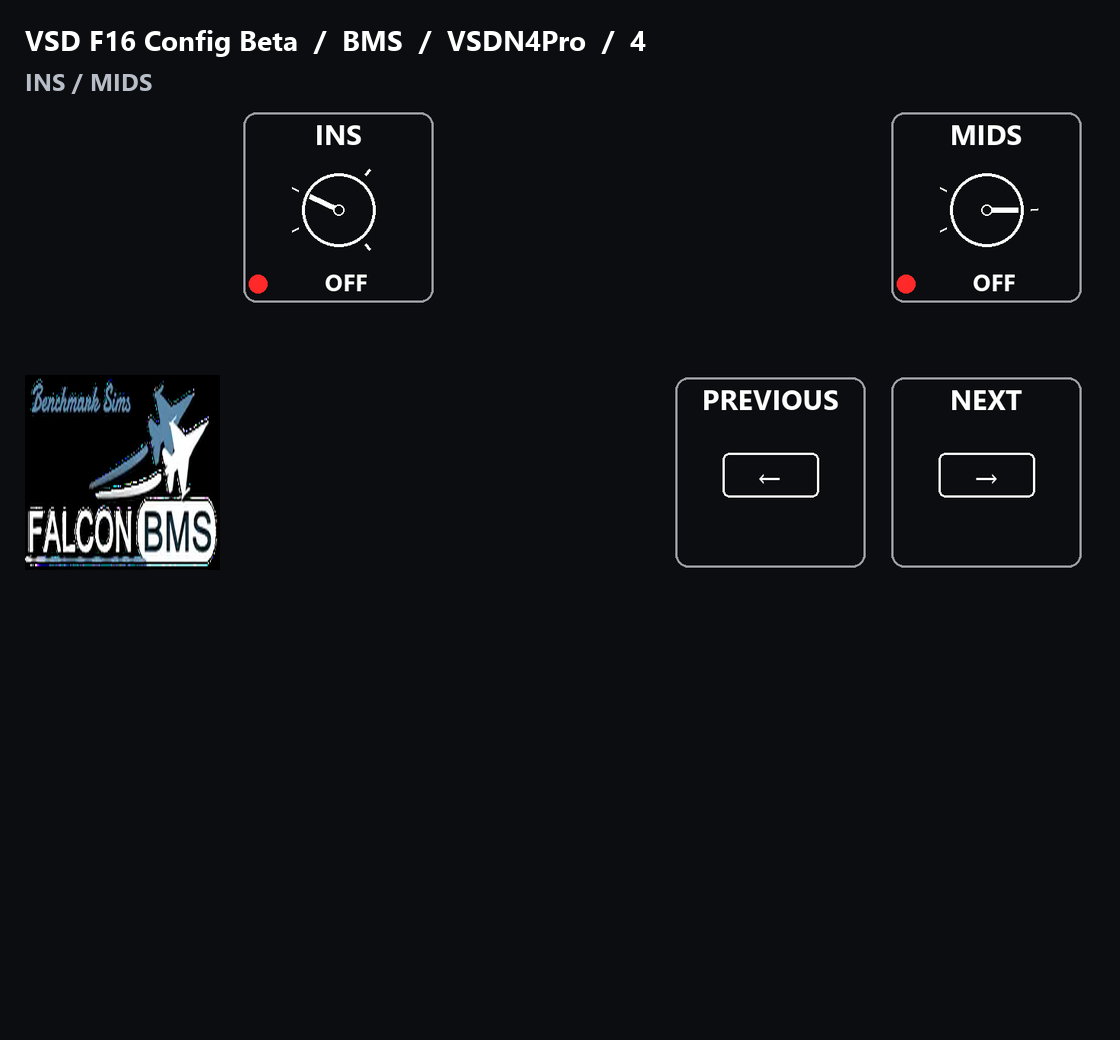 VSD F16 Config Beta / BMS / VSDN4Pro / 4
INS / MIDS
INS
MIDS
OFF
OFF
Benchmark Sims
FALCON BMS
PREVIOUS
NEXT
←
→